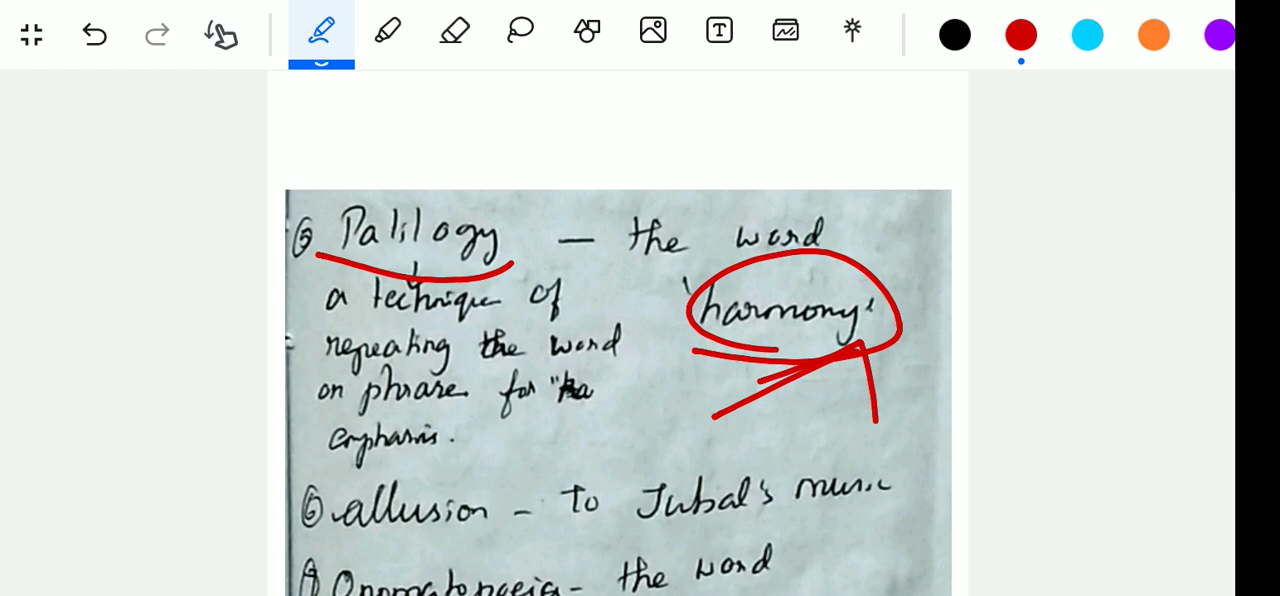 T
⑤ Palilogy — the word
'harmony'
a technique of
repeating the word
on phrase for
emphasis.
⑥ allusion - To Jubal's music
Onomatopoeia - the word